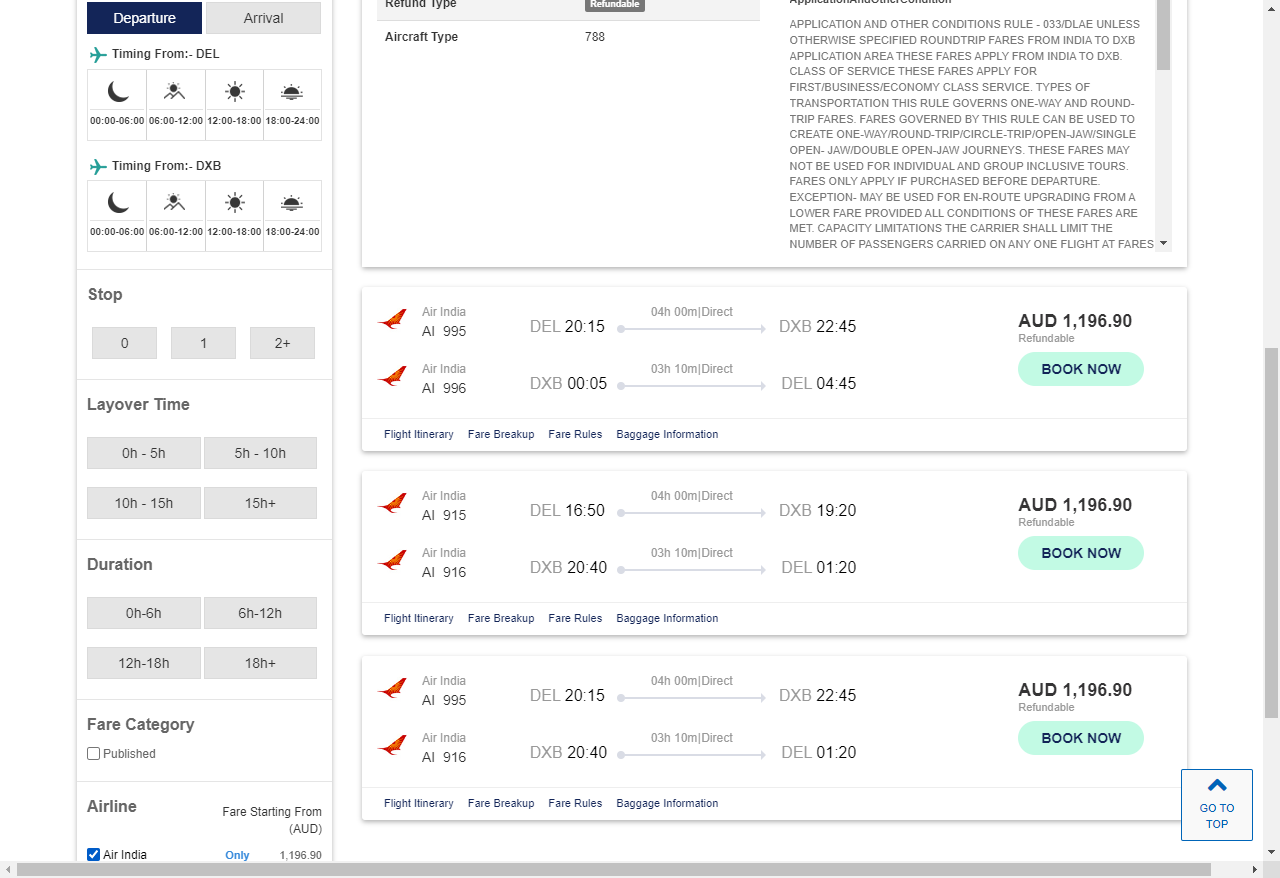 Departure
Arrival
Timing From:- DEL
00:00-06:00 06:00-12:00 12:00-18:00 18:00-24:00
Timing From:- DXB
00:00-06:00 06:00-12:00 12:00-18:00 18:00-24:00
Stop
0 1 2+
Layover Time
0h - 5h 5h - 10h
10h - 15h 15h+
Duration
0h-6h 6h-12h
12h-18h 18h+
Fare Category
Published
Airline
Fare Starting From
(AUD)
Air India Only 1,196.90
Refund Type Refundable
Aircraft Type 788
ApplicationAndOtherCondition
APPLICATION AND OTHER CONDITIONS RULE - 033/DLAE UNLESS
OTHERWISE SPECIFIED ROUNDTRIP FARES FROM INDIA TO DXB
APPLICATION AREA THESE FARES APPLY FROM INDIA TO DXB.
CLASS OF SERVICE THESE FARES APPLY FOR
FIRST/BUSINESS/ECONOMY CLASS SERVICE. TYPES OF
TRANSPORTATION THIS RULE GOVERNS ONE-WAY AND ROUND-
TRIP FARES. FARES GOVERNED BY THIS RULE CAN BE USED TO
CREATE ONE-WAY/ROUND-TRIP/CIRCLE-TRIP/OPEN-JAW/SINGLE
OPEN- JAW/DOUBLE OPEN-JAW JOURNEYS. THESE FARES MAY
NOT BE USED FOR INDIVIDUAL AND GROUP INCLUSIVE TOURS.
FARES ONLY APPLY IF PURCHASED BEFORE DEPARTURE.
EXCEPTION- MAY BE USED FOR EN-ROUTE UPGRADING FROM A
LOWER FARE PROVIDED ALL CONDITIONS OF THESE FARES ARE
MET. CAPACITY LIMITATIONS THE CARRIER SHALL LIMIT THE
NUMBER OF PASSENGERS CARRIED ON ANY ONE FLIGHT AT FARES
Air India
AI 995
DEL 20:15
04h 00m|Direct
DXB 22:45
Air India
AI 996
DXB 00:05
03h 10m|Direct
DEL 04:45
AUD 1,196.90
Refundable
BOOK NOW
Flight Itinerary Fare Breakup Fare Rules Baggage Information
Air India
AI 915
DEL 16:50
04h 00m|Direct
DXB 19:20
Air India
AI 916
DXB 20:40
03h 10m|Direct
DEL 01:20
AUD 1,196.90
Refundable
BOOK NOW
Flight Itinerary Fare Breakup Fare Rules Baggage Information
Air India
AI 995
DEL 20:15
04h 00m|Direct
DXB 22:45
Air India
AI 916
DXB 20:40
03h 10m|Direct
DEL 01:20
AUD 1,196.90
Refundable
BOOK NOW
Flight Itinerary Fare Breakup Fare Rules Baggage Information
GO TO
TOP